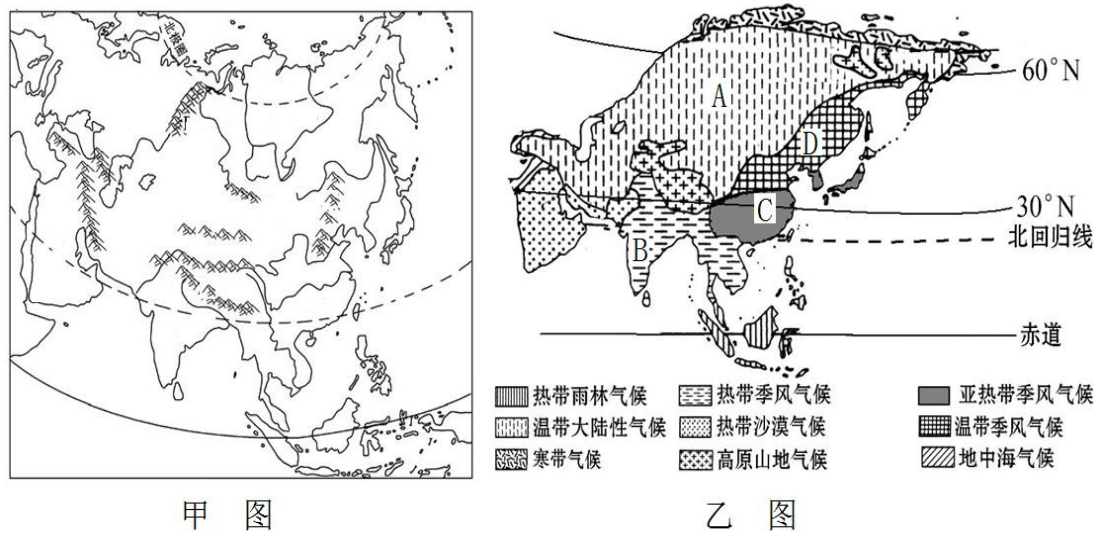 北极圈
A
B
C
D
60°N
30°N
北回归线
赤道
热带雨林气候 热带季风气候 亚热带季风气候
温带大陆性气候 热带沙漠气候 温带季风气候
寒带气候 高原山地气候 地中海气候
甲 图 乙 图